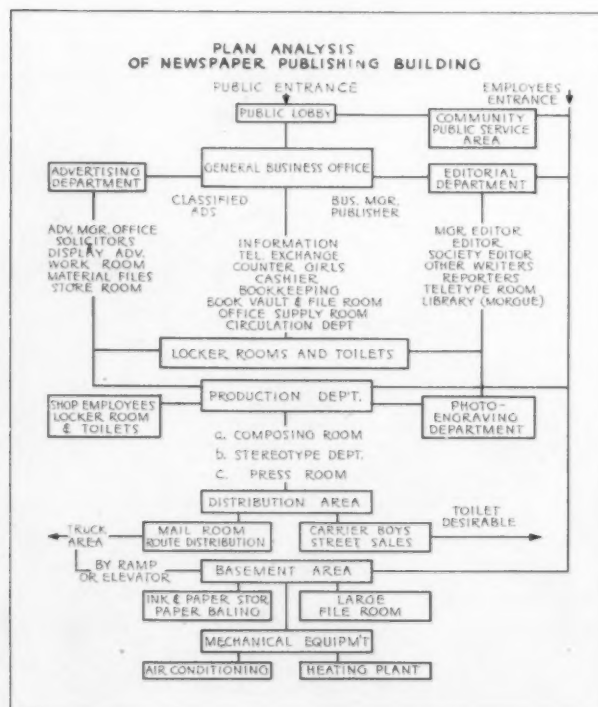 PLAN ANALYSIS
OF NEWSPAPER PUBLISHING BUILDING
PUBLIC ENTRANCE
EMPLOYEES
ENTRANCE
PUBLIC LOBBY
COMMUNITY
PUBLIC SERVICE
AREA
ADVERTISING
DEPARTMENT
GENERAL BUSINESS OFFICE
EDITORIAL
DEPARTMENT
CLASSIFIED
ADS
BUS. MGR.
PUBLISHER
ADV. MGR. OFFICE
SOLICITORS
DISPLAY ADV.
WORK ROOM
MATERIAL FILES
STORE ROOM
INFORMATION
TEL. EXCHANGE
COUNTER GIRLS
CASHIER
BOOKKEEPING
BOOK VAULT & FILE ROOM
OFFICE SUPPLY ROOM
CIRCULATION DEPT
MGR. EDITOR
EDITOR
SOCIETY EDITOR
OTHER WRITERS
REPORTERS
TELETYPE ROOM
LIBRARY (MORGUE)
LOCKER ROOMS AND TOILETS
PRODUCTION DEP'T.
SHOP EMPLOYEES
LOCKER ROOM
& TOILETS
PHOTO-
ENGRAVING
DEPARTMENT
a. COMPOSING ROOM
b. STEREOTYPE DEPT.
c. PRESS ROOM
DISTRIBUTION AREA
TRUCK
AREA
MAIL ROOM
ROUTE DISTRIBUTION
CARRIER BOYS
STREET SALES
TOILET
DESIRABLE
BY RAMP
OR ELEVATOR
BASEMENT AREA
INK & PAPER STOR
PAPER BALING
LARGE
FILE ROOM
MECHANICAL EQUIPM'T
AIR CONDITIONING
HEATING PLANT